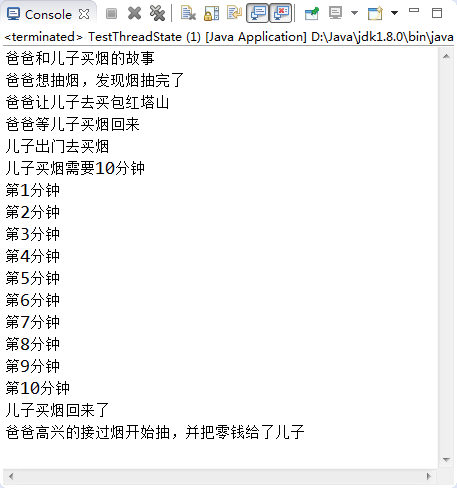 Console
<terminated> TestThreadState (1) [Java Application] D:\Java\jdk1.8.0\bin\java
爸爸和儿子买烟的故事
爸爸想抽烟，发现烟抽完了
爸爸让儿子去买包红塔山
爸爸等儿子买烟回来
儿子出门去买烟
儿子买烟需要10分钟
第1分钟
第2分钟
第3分钟
第4分钟
第5分钟
第6分钟
第7分钟
第8分钟
第9分钟
第10分钟
儿子买烟回来了
爸爸高兴的接过烟开始抽，并把零钱给了儿子